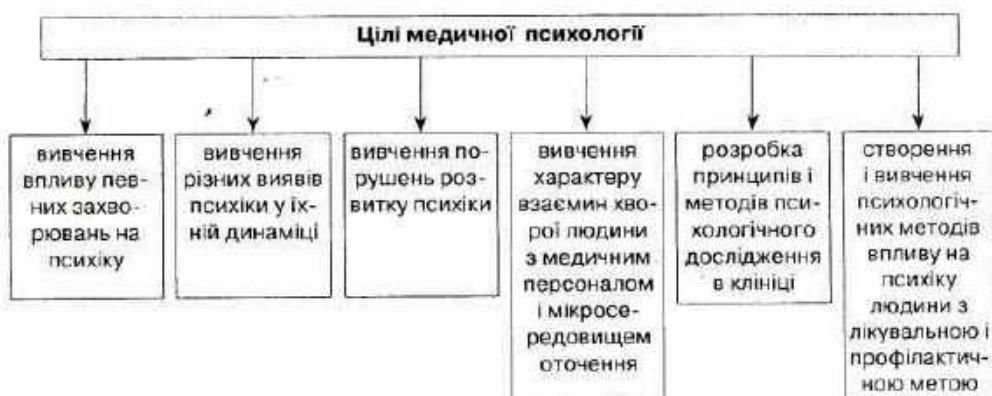 Цілі медичної психології
вивчення
впливу пев-
них захво-
рювань на
психіку
вивчення
різних виявів
психіки у їх-
ній динаміці
вивчення по-
рушень роз-
витку психіки
вивчення
характеру
взаємин хво-
рої людини
з медичним
персоналом
і мікросе-
редовищем
оточення
розробка
принципів і
методів пси-
хологічного
дослідження
в клініці
створення
і вивчення
психологіч-
них методів
впливу на
психіку
людини з
лікувальною і
профілактич-
ною метою